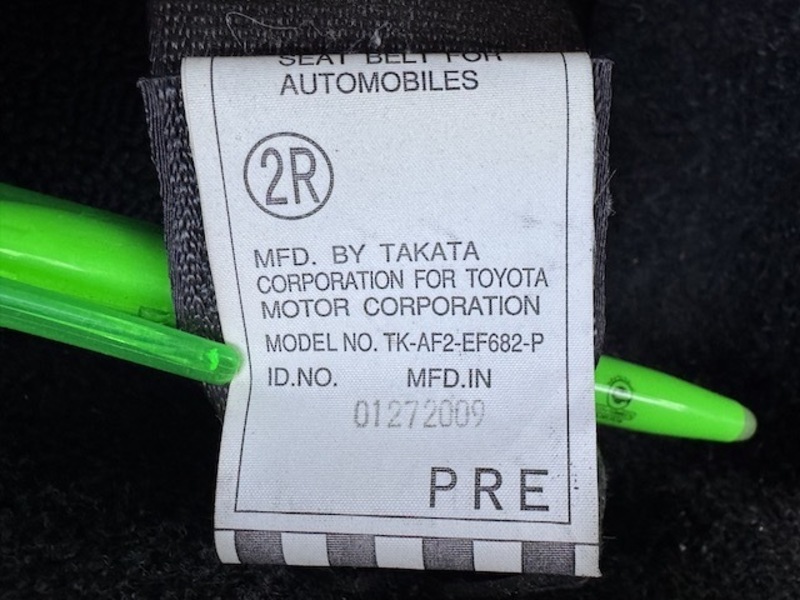 SEAT BELT FOR
AUTOMOBILES
2R
MFD. BY TAKATA
CORPORATION FOR TOYOTA
MOTOR CORPORATION
MODEL NO. TK-AF2-EF682-P
ID.NO. MFD.IN
01272009
PRE